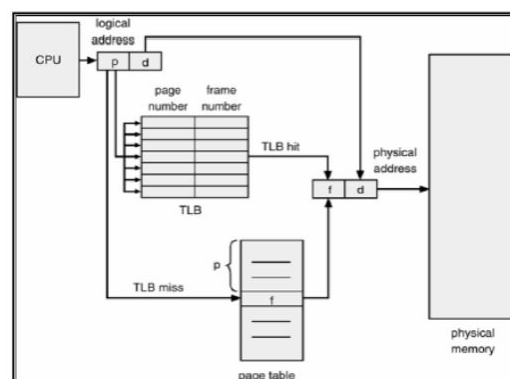 logical
address
CPU
p d
page
number
frame
number
TLB hit
physical
address
f d
TLB
p
TLB miss
f
physical
memory
page table